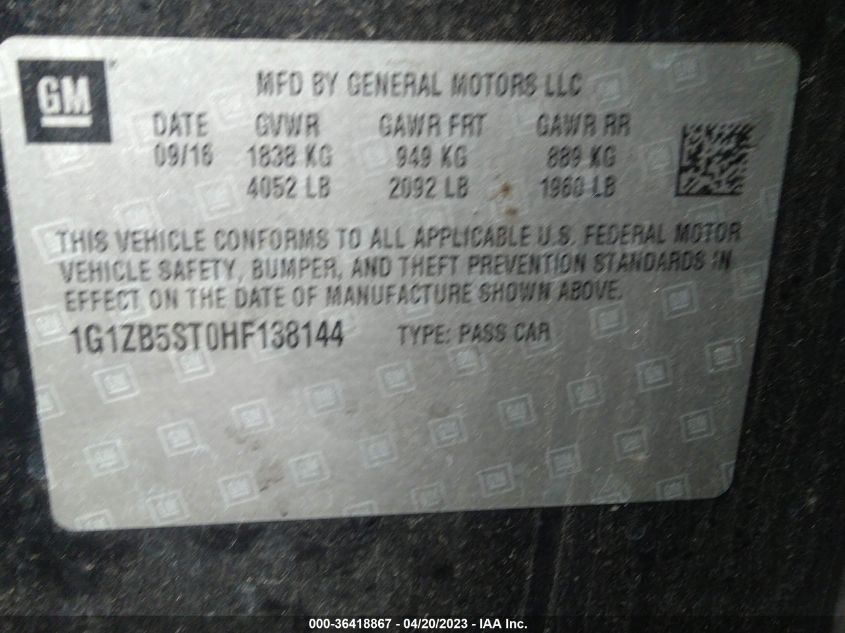 GM
MFD BY GENERAL MOTORS LLC
DATE GVWR GAWR FRT GAWR RR
09/16 1838 KG 949 KG 889 KG
4052 LB 2092 LB 1960 LB
THIS VEHICLE CONFORMS TO ALL APPLICABLE U.S. FEDERAL MOTOR
VEHICLE SAFETY, BUMPER, AND THEFT PREVENTION STANDARDS IN
EFFECT ON THE DATE OF MANUFACTURE SHOWN ABOVE.
1G1ZB5ST0HF138144 TYPE: PASS CAR
000-36418867 - 04/20/2023 - IAA Inc.